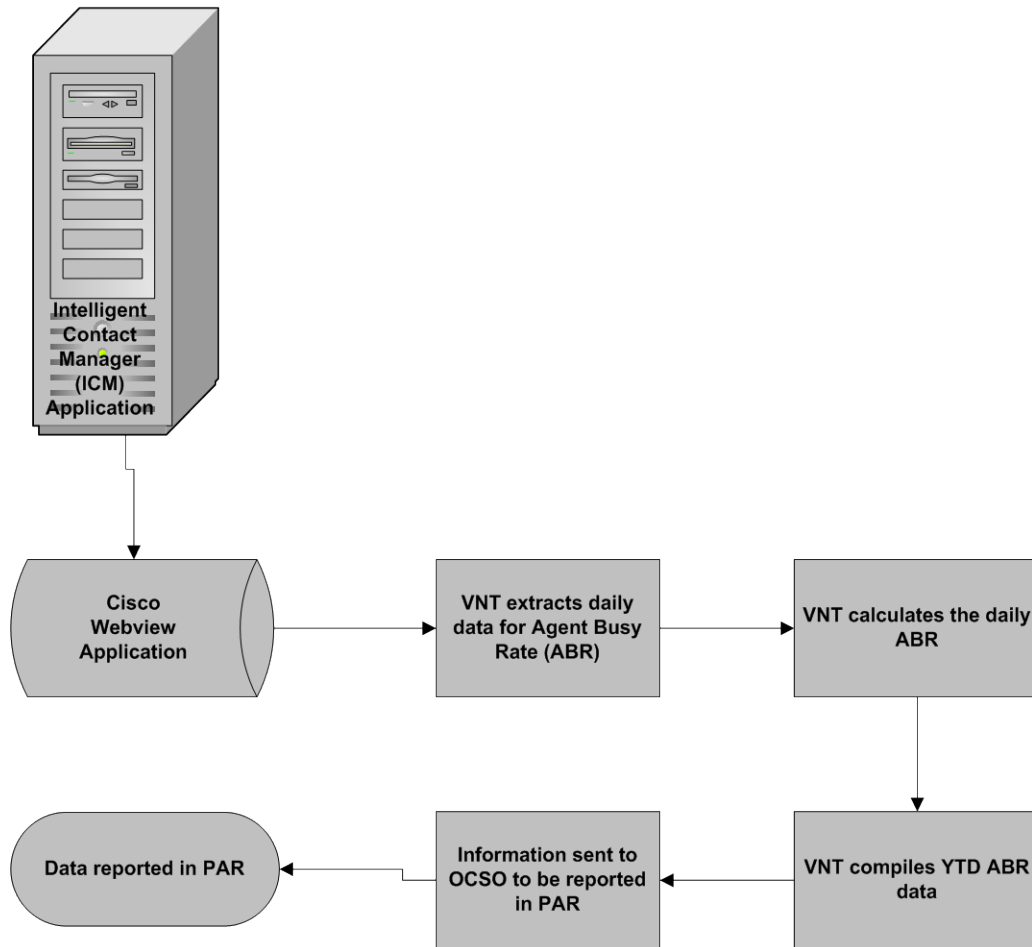 Intelligent
Contact
Manager
(ICM)
Application
Cisco
Webview
Application
VNT extracts daily
data for Agent Busy
Rate (ABR)
VNT calculates the daily
ABR
VNT compiles YTD ABR
data
Information sent to
OCSO to be reported
in PAR
Data reported in PAR